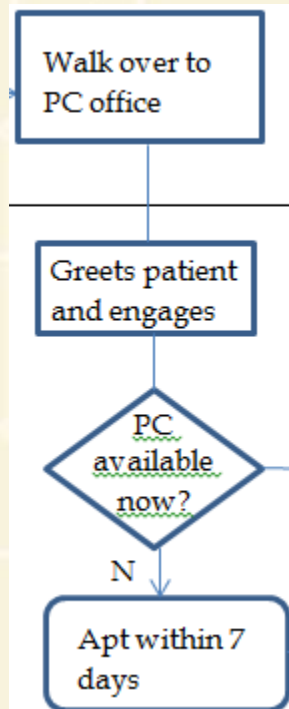 Walk over to
PC office
Greets patient
and engages
PC
available
now?
N
Apt within 7
days